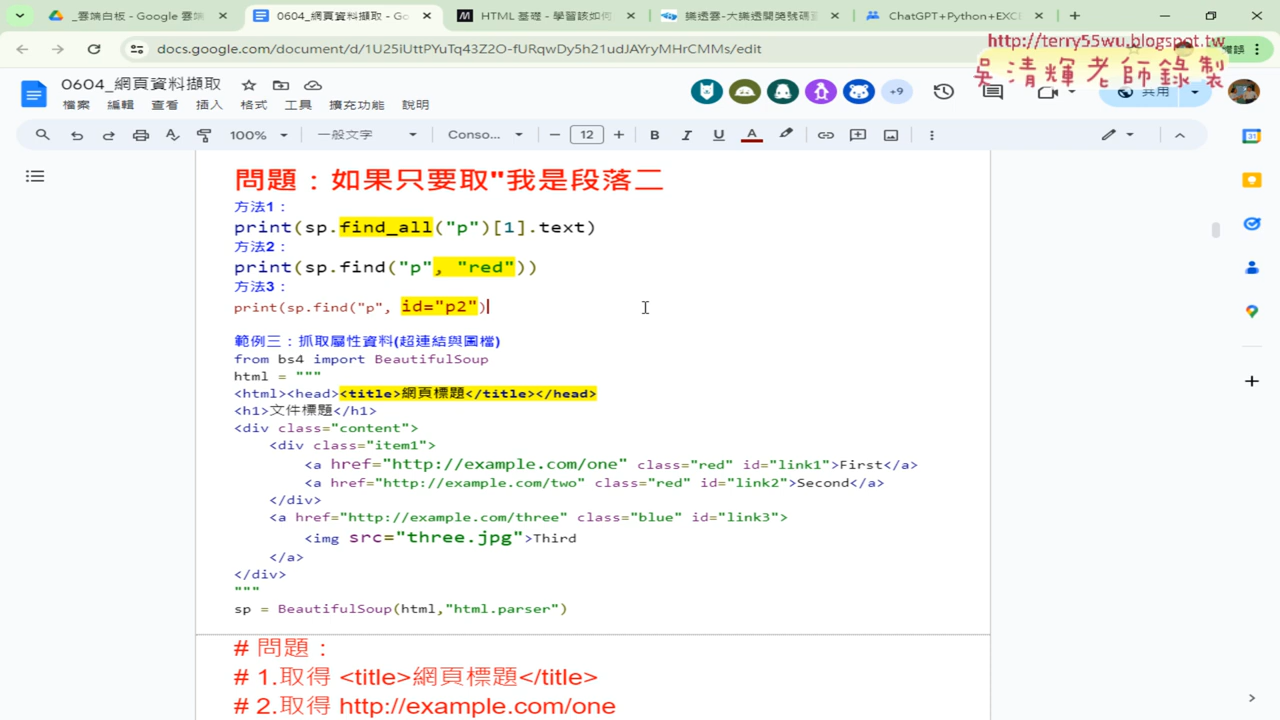 _雲端白板 - Google 雲端
0604_網頁資料擷取 - Go
HTML 基礎 - 學習該如何
樂透雲-大樂透開獎號碼
ChatGPT+Python+EXC
docs.google.com/document/d/1U25iUttPYuTq43Z2O-fURqwDy5h21udJAYryMHrCMMs/edit
http://terry55wu.blogspot.tw
吳清輝老師錄製
0604_網頁資料擷取
檔案 編輯 查看 插入 格式 工具 擴充功能 說明
+9
共用
100% 一般文字 Conso... 12 B I U A
問題：如果只要取"我是段落二
方法1：
print(sp.find_all("p")[1].text)
方法2：
print(sp.find("p", "red"))
方法3：
print(sp.find("p", id="p2")
範例三：抓取屬性資料(超連結與圖檔)
from bs4 import BeautifulSoup
html = """
<html><head><title>網頁標題</title></head>
<h1>文件標題</h1>
<div class="content">
<div class="item1">
<a href="http://example.com/one" class="red" id="link1">First</a>
<a href="http://example.com/two" class="red" id="link2">Second</a>
</div>
<a href="http://example.com/three" class="blue" id="link3">
<img src="three.jpg">Third
</a>
</div>
"""
sp = BeautifulSoup(html,"html.parser")
# 問題：
# 1.取得 <title>網頁標題</title>
# 2.取得 http://example.com/one